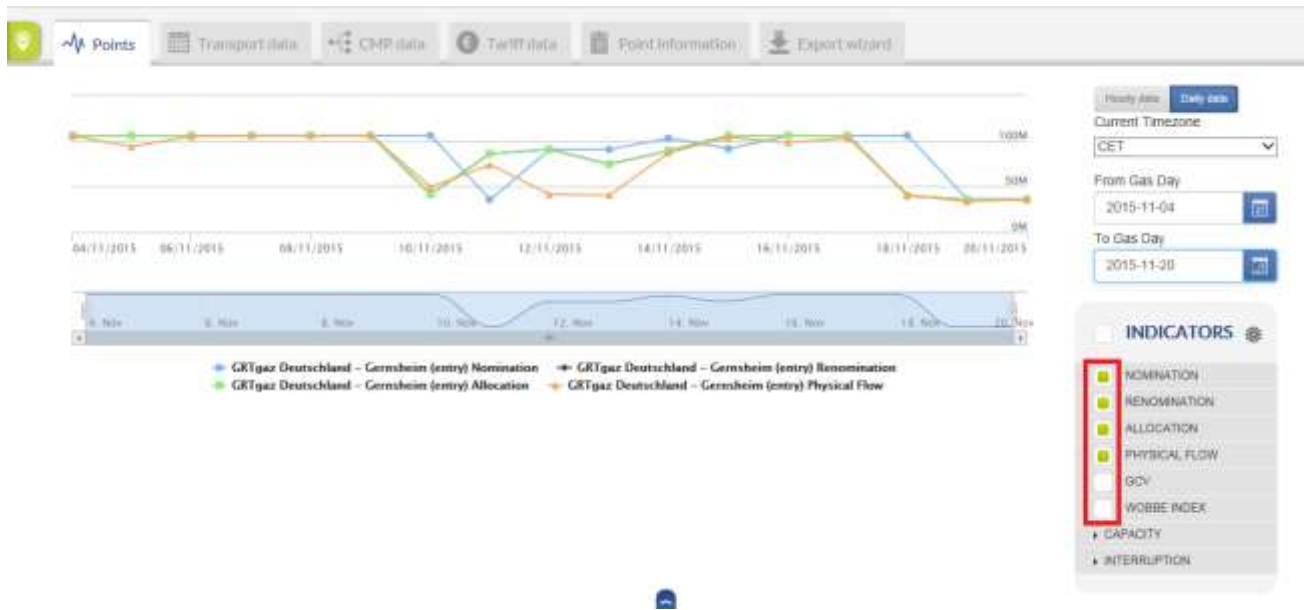 Points Transport data CMP data Tariff data Point Information Export wizard
Hourly data Daily data
Current Timezone
CET
From Gas Day
2015-11-04
To Gas Day
2015-11-20
100M
50M
0M
04/11/2015 06/11/2015 08/11/2015 10/11/2015 12/11/2015 14/11/2015 16/11/2015 18/11/2015 20/11/2015
4. Nov 6. Nov 8. Nov 10. Nov 12. Nov 14. Nov 16. Nov 18. Nov 20. Nov
GRTgaz Deutschland – Gernsheim (entry) Nomination GRTgaz Deutschland – Gernsheim (entry) Renomination
GRTgaz Deutschland – Gernsheim (entry) Allocation GRTgaz Deutschland – Gernsheim (entry) Physical Flow
INDICATORS
NOMINATION
RENOMINATION
ALLOCATION
PHYSICAL FLOW
GCV
WOBBE INDEX
CAPACITY
INTERRUPTION